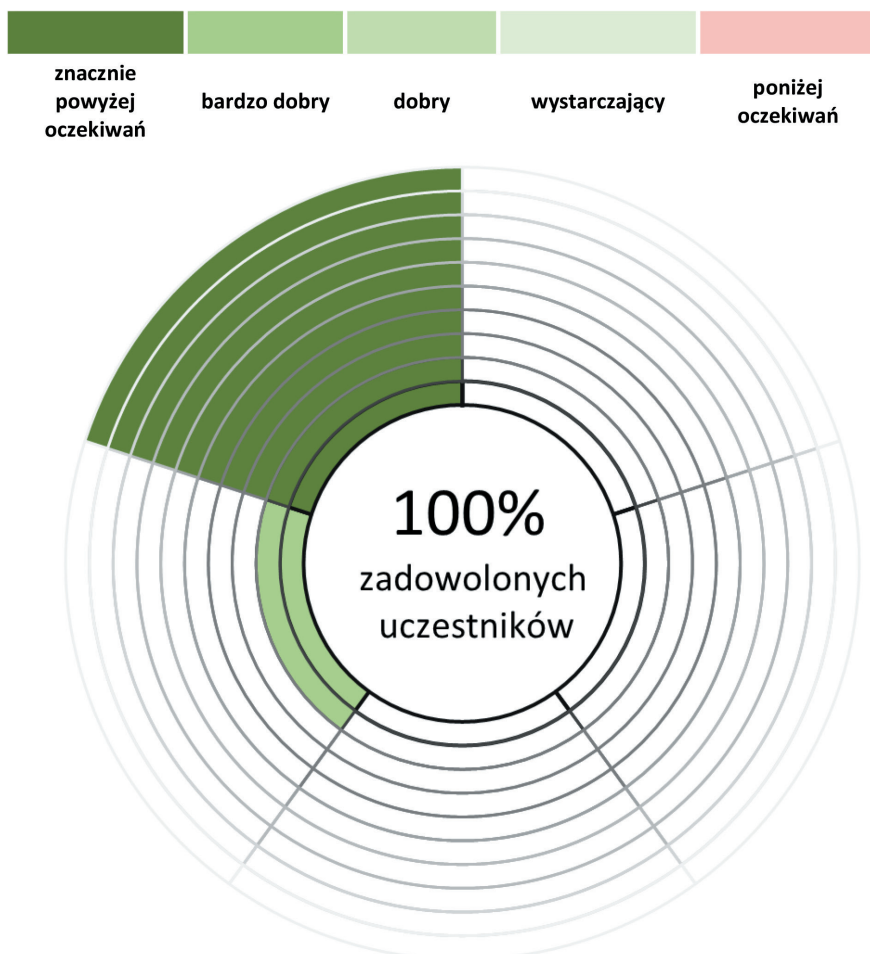 znacznie
powyżej
oczekiwań
bardzo dobry
dobry
wystarczający
poniżej
oczekiwań
100%
zadowolonych
uczestników